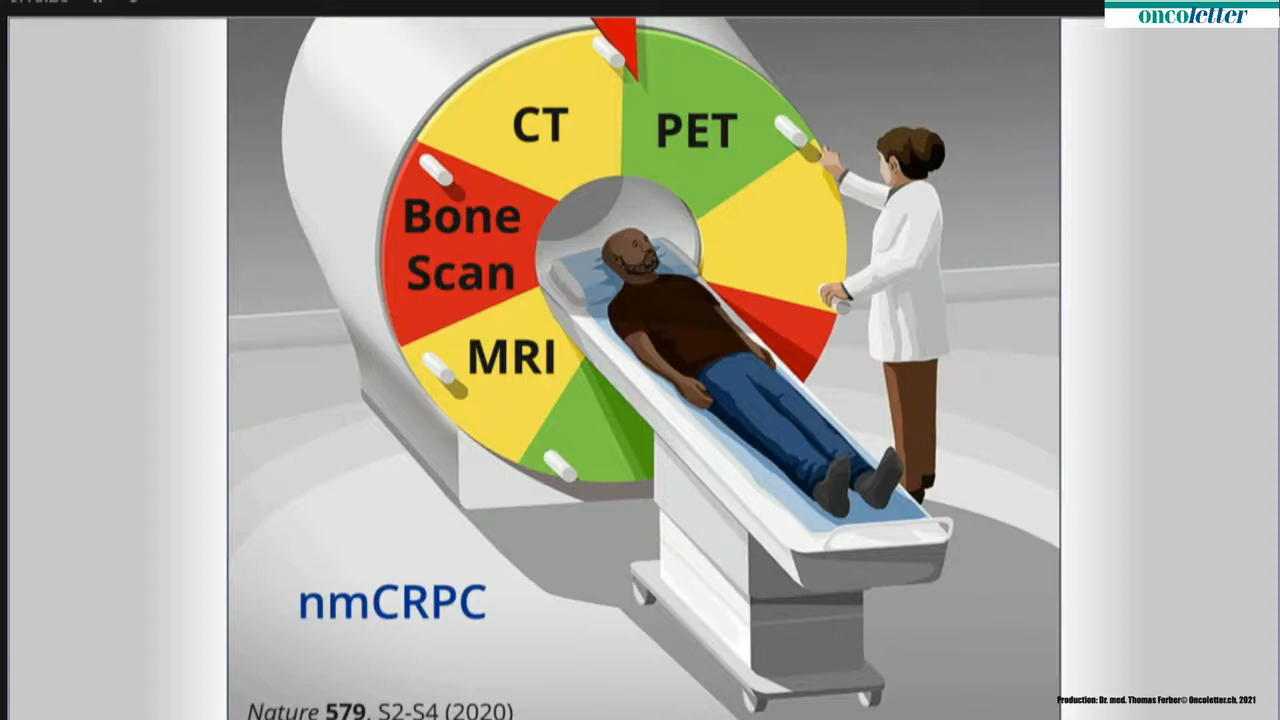 oncoletter
CT
PET
Bone
Scan
MRI
nmCRPC
Nature 579, S2-S4 (2020)
Production: Dr. med. Thomas Ferber© Oncoletter.ch, 2021